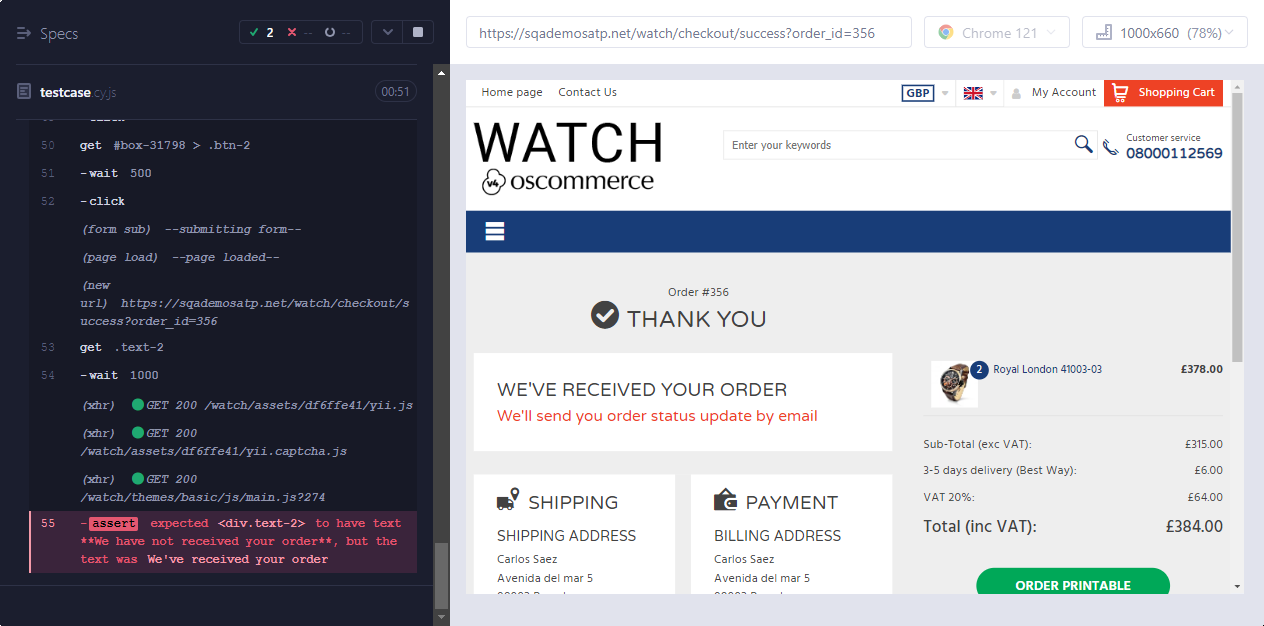 Specs
2
--
--
testcase.cy.js
00:51
50 get #box-31798 > .btn-2
51 -wait 500
52 -click
(form sub) --submitting form--
(page load) --page loaded--
(new
url) https://sqademosatp.net/watch/checkout/s
uccess?order_id=356
53 get .text-2
54 -wait 1000
(xhr) GET 200 /watch/assets/df6ffe41/yii.js
(xhr) GET 200
/watch/assets/df6ffe41/yii.captcha.js
(xhr) GET 200
/watch/themes/basic/js/main.js?274
55 -assert expected <div.text-2> to have text
**We have not received your order**, but the
text was We've received your order
https://sqademosatp.net/watch/checkout/success?order_id=356
Chrome 121
1000x660 (78%)
Home page Contact Us
GBP
My Account
Shopping Cart
WATCH
v4 oscommerce
Enter your keywords
Customer service
08000112569
Order #356
THANK YOU
WE'VE RECEIVED YOUR ORDER
We'll send you order status update by email
SHIPPING
SHIPPING ADDRESS
Carlos Saez
Avenida del mar 5
PAYMENT
BILLING ADDRESS
Carlos Saez
Avenida del mar 5
2 Royal London 41003-03 £378.00
Sub-Total (exc VAT): £315.00
3-5 days delivery (Best Way): £6.00
VAT 20%: £64.00
Total (inc VAT): £384.00
ORDER PRINTABLE